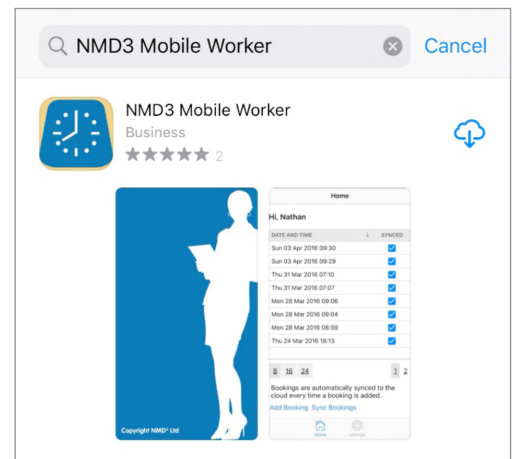 NMD3 Mobile Worker
Cancel
NMD3 Mobile Worker
Business
2
Copyright NMD³ Ltd
Home
Hi, Nathan
DATE AND TIME ↓ SYNCED
Sun 03 Apr 2016 09:30
Sun 03 Apr 2016 09:29
Thu 31 Mar 2016 07:10
Thu 31 Mar 2016 07:07
Mon 28 Mar 2016 09:06
Mon 28 Mar 2016 09:04
Mon 28 Mar 2016 08:59
Thu 24 Mar 2016 18:13
8 16 24 1 2
Bookings are automatically synced to the
cloud every time a booking is added.
Add Booking Sync Bookings
Home settings